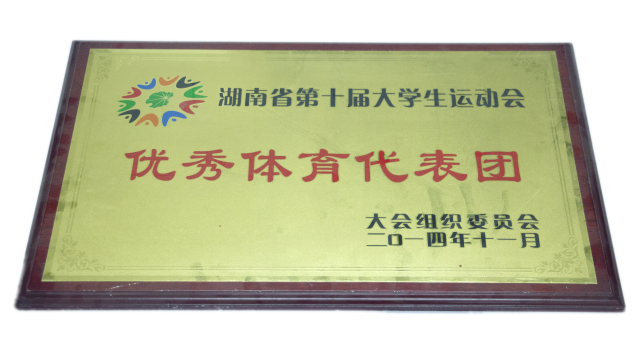 湖南省第十届大学生运动会
优秀体育代表团
大会组织委员会
二〇一四年十一月